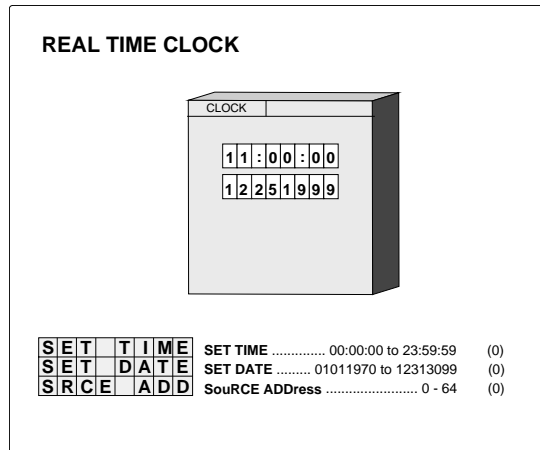 REAL TIME CLOCK
CLOCK
11:00:00
12251999
SET TIME SET TIME .............. 00:00:00 to 23:59:59 (0)
SET DATE SET DATE ......... 01011970 to 12313099 (0)
SRCE ADD SouRCE ADDress ........................ 0 - 64 (0)